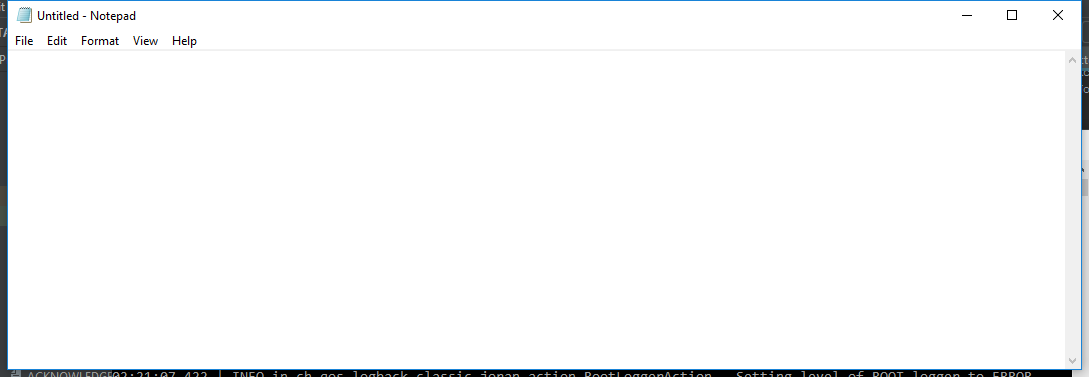 Untitled - Notepad
File Edit Format View Help
ACKNOWLEDGE02:21:07,422 | INFO in ch.qos.logback.classic.joran.action.RootLoggerAction - Setting level of ROOT logger to ERROR